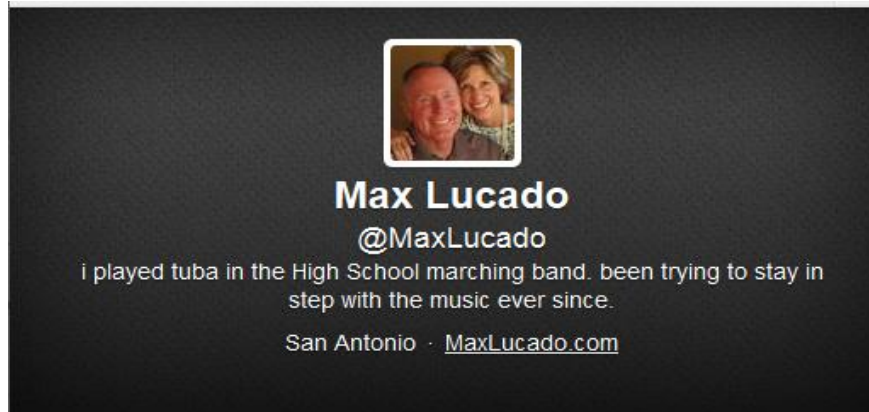 Max Lucado
@MaxLucado
i played tuba in the High School marching band. been trying to stay in
step with the music ever since.
San Antonio · MaxLucado.com